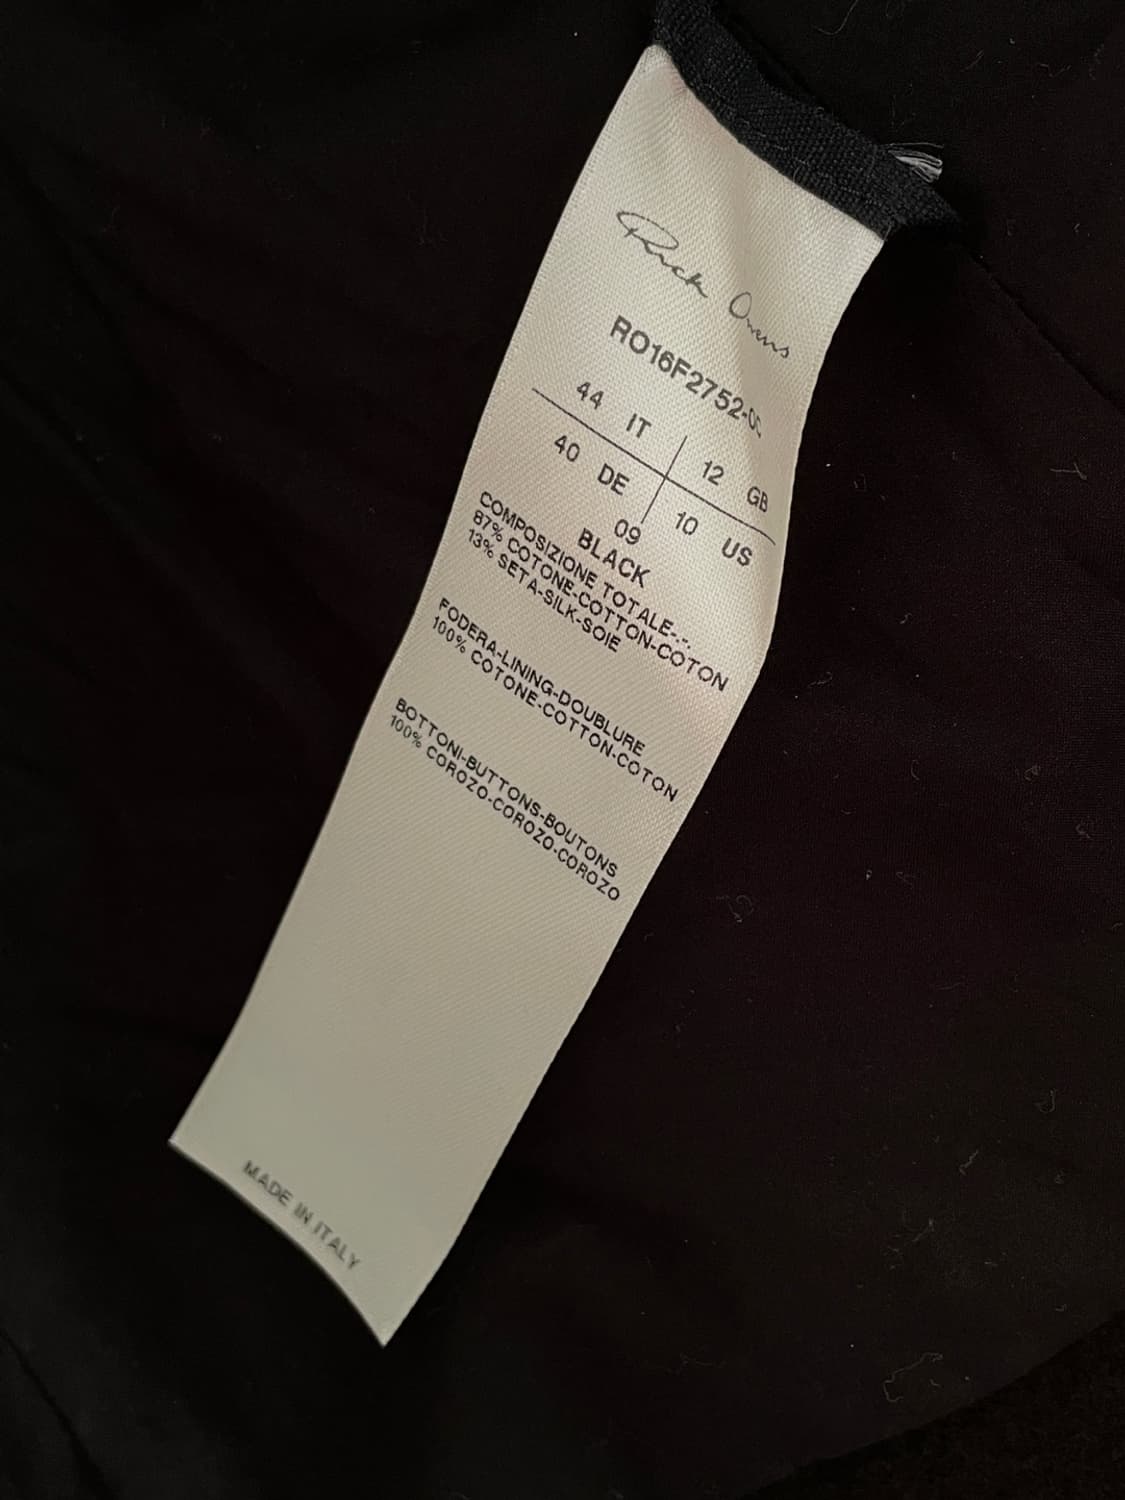 Rick Owens
RO16F2752-
44 IT 12 GB
40 DE 10 US
09
BLACK
COMPOSIZIONE TOTALE-.-.
87% COTONE-COTTON-COTON
13% SETA-SILK-SOIE
FODERA-LINING-DOUBLURE
100% COTONE-COTTON-COTON
BOTTONI-BUTTONS-BOUTONS
100% COROZO-COROZO-COROZO
MADE IN ITALY